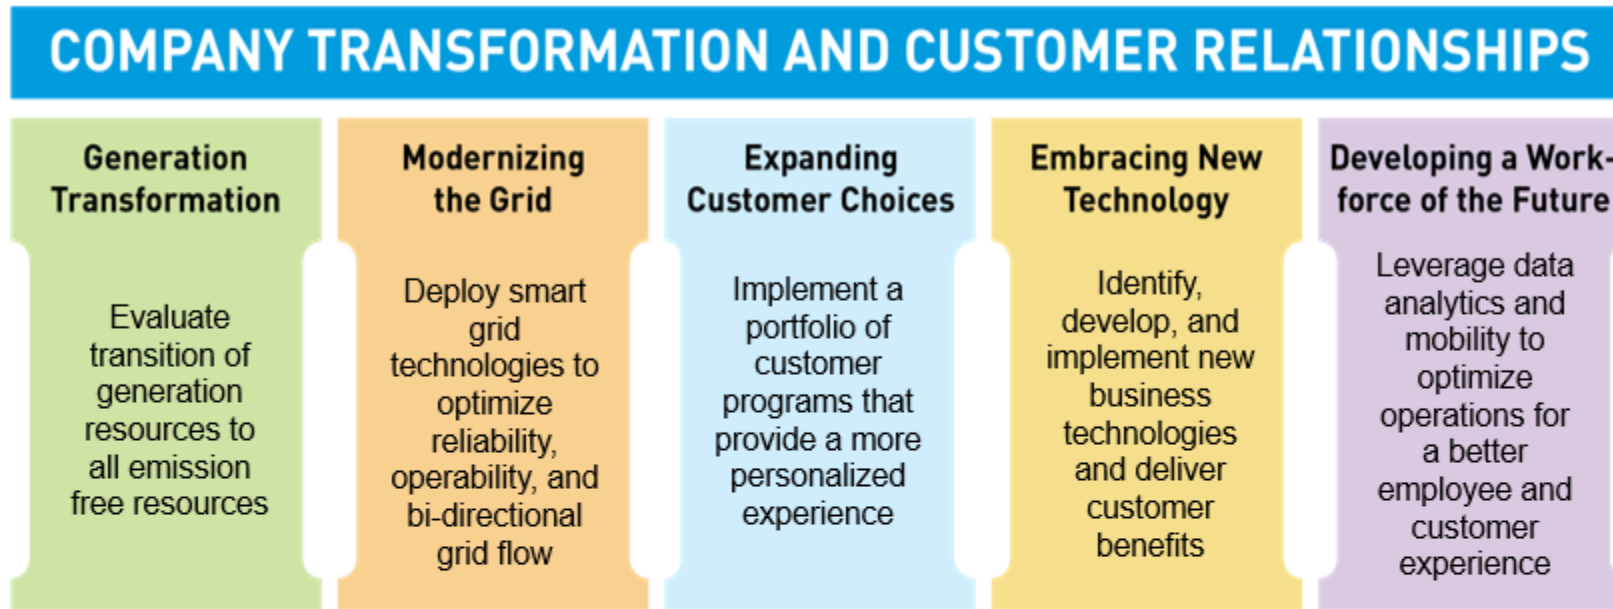 COMPANY TRANSFORMATION AND CUSTOMER RELATIONSHIPS
Generation
Transformation
Evaluate
transition of
generation
resources to
all emission
free resources
Modernizing
the Grid
Deploy smart
grid
technologies to
optimize
reliability,
operability, and
bi-directional
grid flow
Expanding
Customer Choices
Implement a
portfolio of
customer
programs that
provide a more
personalized
experience
Embracing New
Technology
Identify,
develop, and
implement new
business
technologies
and deliver
customer
benefits
Developing a Work-
force of the Future
Leverage data
analytics and
mobility to
optimize
operations for
a better
employee and
customer
experience